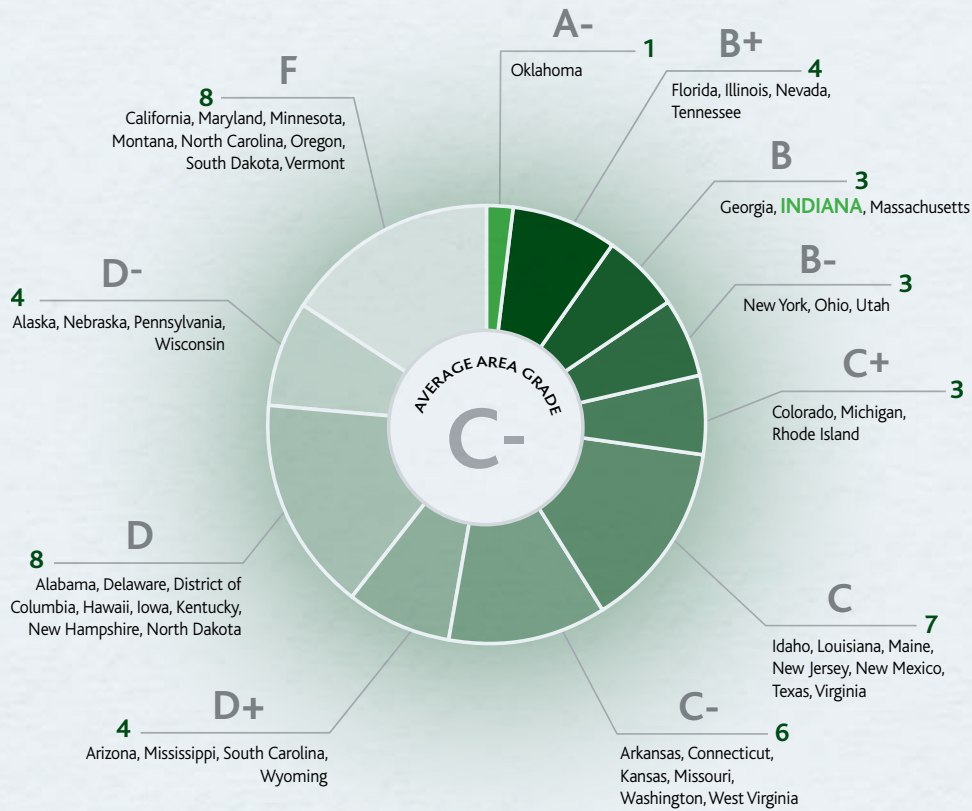 A-
1
Oklahoma
B+
4
Florida, Illinois, Nevada,
Tennessee
B
3
Georgia, INDIANA, Massachusetts
B-
3
New York, Ohio, Utah
C+
3
Colorado, Michigan,
Rhode Island
C
7
Idaho, Louisiana, Maine,
New Jersey, New Mexico,
Texas, Virginia
C-
6
Arkansas, Connecticut,
Kansas, Missouri,
Washington, West Virginia
D+
4
Arizona, Mississippi, South Carolina,
Wyoming
D
8
Alabama, Delaware, District of
Columbia, Hawaii, Iowa, Kentucky,
New Hampshire, North Dakota
D-
4
Alaska, Nebraska, Pennsylvania,
Wisconsin
F
8
California, Maryland, Minnesota,
Montana, North Carolina, Oregon,
South Dakota, Vermont
AVERAGE AREA GRADE
C-